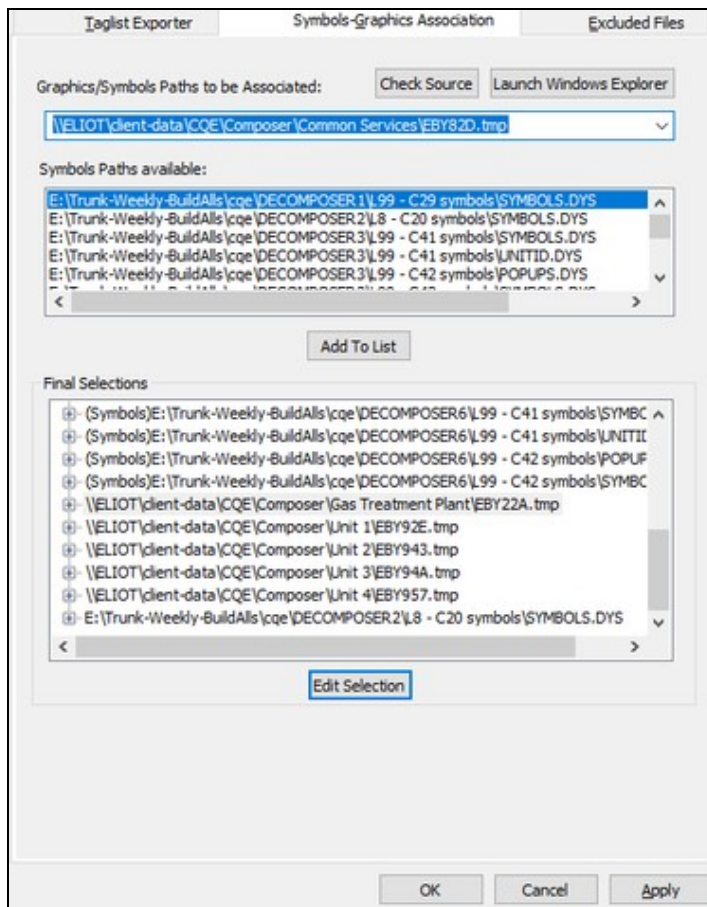 Taglist Exporter
Symbols-Graphics Association
Excluded Files
Graphics/Symbols Paths to be Associated:
Check Source
Launch Windows Explorer
\\ELIOT\client-data\CQE\Composer\Common Services\EBY82D.tmp
Symbols Paths available:
E:\Trunk-Weekly-BuildAlls\cqe\DECOMPOSER1\L99 - C29 symbols\SYMBOLS.DYS
E:\Trunk-Weekly-BuildAlls\cqe\DECOMPOSER2\L8 - C20 symbols\SYMBOLS.DYS
E:\Trunk-Weekly-BuildAlls\cqe\DECOMPOSER3\L99 - C41 symbols\SYMBOLS.DYS
E:\Trunk-Weekly-BuildAlls\cqe\DECOMPOSER3\L99 - C41 symbols\UNITID.DYS
E:\Trunk-Weekly-BuildAlls\cqe\DECOMPOSER3\L99 - C42 symbols\POPUPS.DYS
Add To List
Final Selections
(Symbols)E:\Trunk-Weekly-BuildAlls\cqe\DECOMPOSER6\L99 - C41 symbols\SYMBC
(Symbols)E:\Trunk-Weekly-BuildAlls\cqe\DECOMPOSER6\L99 - C41 symbols\UNITIC
(Symbols)E:\Trunk-Weekly-BuildAlls\cqe\DECOMPOSER6\L99 - C42 symbols\POPUF
(Symbols)E:\Trunk-Weekly-BuildAlls\cqe\DECOMPOSER6\L99 - C42 symbols\SYMBC
\\ELIOT\client-data\CQE\Composer\Gas Treatment Plant\EBY22A.tmp
\\ELIOT\client-data\CQE\Composer\Unit 1\EBY92E.tmp
\\ELIOT\client-data\CQE\Composer\Unit 2\EBY943.tmp
\\ELIOT\client-data\CQE\Composer\Unit 3\EBY94A.tmp
\\ELIOT\client-data\CQE\Composer\Unit 4\EBY957.tmp
E:\Trunk-Weekly-BuildAlls\cqe\DECOMPOSER2\L8 - C20 symbols\SYMBOLS.DYS
Edit Selection
OK
Cancel
Apply